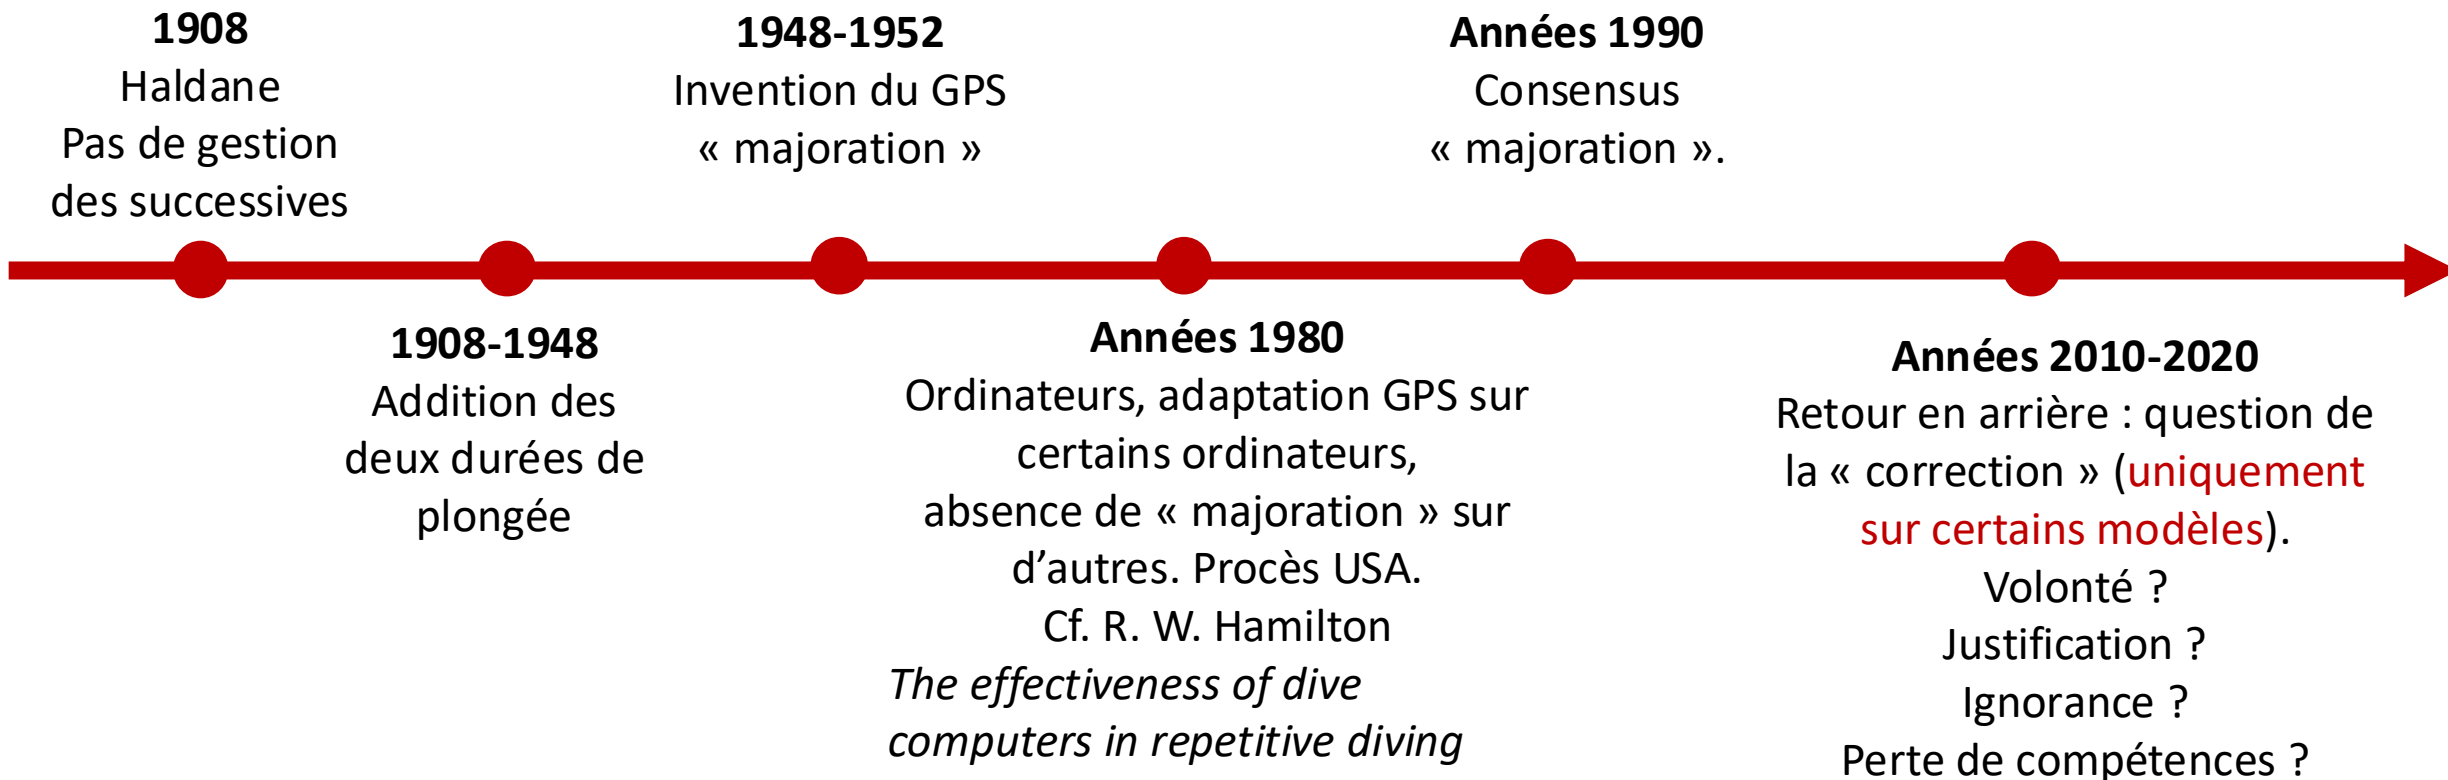 1908
Haldane
Pas de gestion
des successives
1908-1948
Addition des
deux durées de
plongée
1948-1952
Invention du GPS
« majoration »
Années 1980
Ordinateurs, adaptation GPS sur
certains ordinateurs,
absence de « majoration » sur
d’autres. Procès USA.
Cf. R. W. Hamilton
The effectiveness of dive
computers in repetitive diving
Années 1990
Consensus
« majoration ».
Années 2010-2020
Retour en arrière : question de
la « correction » (uniquement
sur certains modèles).
Volonté ?
Justification ?
Ignorance ?
Perte de compétences ?